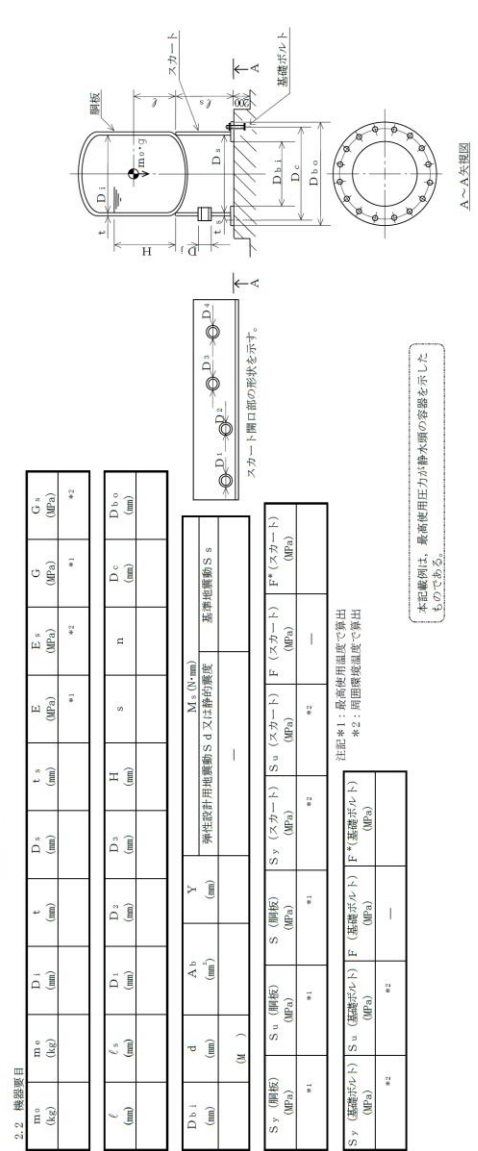 2.2 機器要目
m₀ (kg) mₑ (kg) Dᵢ (mm) t (mm) Dₛ (mm) tₛ (mm) E (MPa) Eₛ (MPa) G (MPa) Gₛ (MPa)
*1 *2 *1 *2
ℓ (mm) ℓₛ (mm) D₁ (mm) D₂ (mm) D₃ (mm) H (mm) s n Dc (mm) Dbo (mm)
Dbi (mm) d (mm) Ab (mm²) Y (mm) Mₛ (N・mm)
弾性設計用地震動Ｓｄ又は静的震度 基準地震動Ｓｓ
(M ) －
Sy (胴板) (MPa) Su (胴板) (MPa) S (胴板) (MPa) Sy (スカート) (MPa) Su (スカート) (MPa) F (スカート) (MPa) F* (スカート) (MPa)
*1 *1 *1 *2 *2 －
Sy (基礎ボルト) (MPa) Su (基礎ボルト) (MPa) F (基礎ボルト) (MPa) F*(基礎ボルト) (MPa)
*2 *2 －
注記*1：最高使用温度で算出
*2：周囲環境温度で算出
D₁ D₂ D₃ D₄
スカート開口部の形状を示す。
本記載例は，最高使用圧力が静水頭の容器を示した
ものである。
胴板
スカート
基礎ボルト
Dᵢ
m₀・g
t
H
ℓ
ℓₛ
Dⱼ
tₛ
Dₛ
Dbi
Dc
Dbo
A A
A～A矢視図